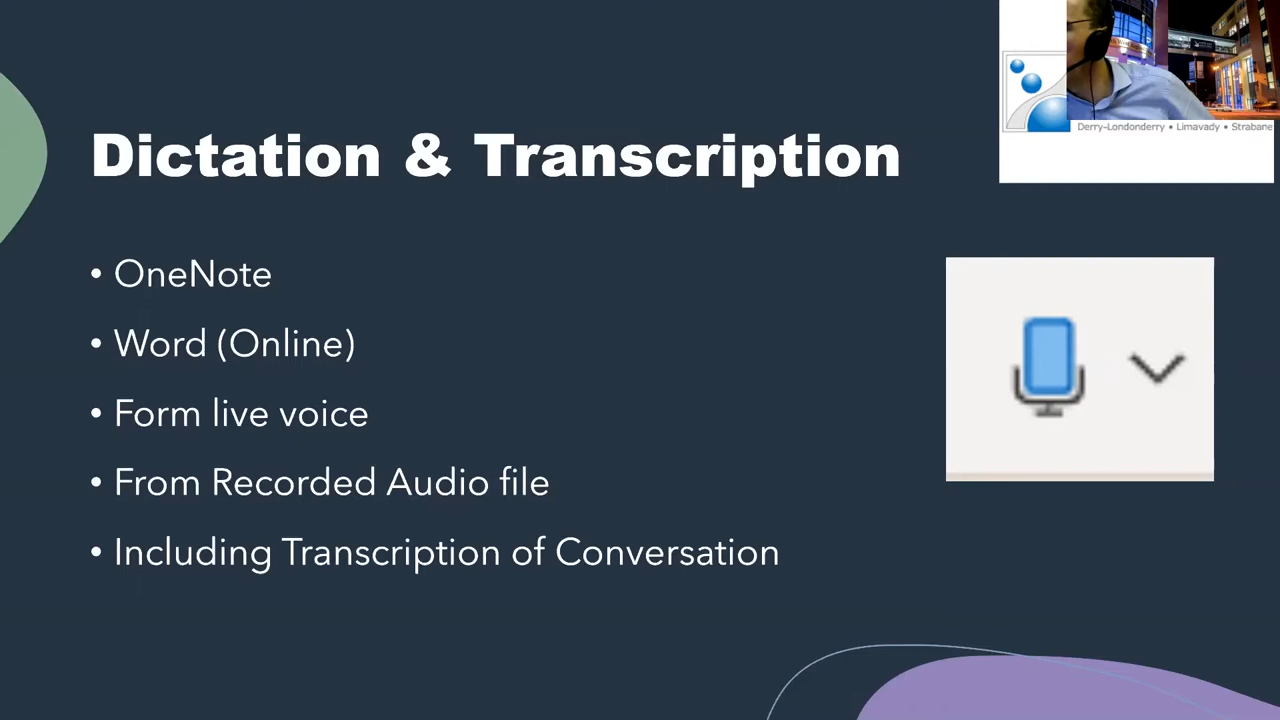 Dictation & Transcription
• OneNote
• Word (Online)
• Form live voice
• From Recorded Audio file
• Including Transcription of Conversation
Derry-Londonderry • Limavady • Strabane